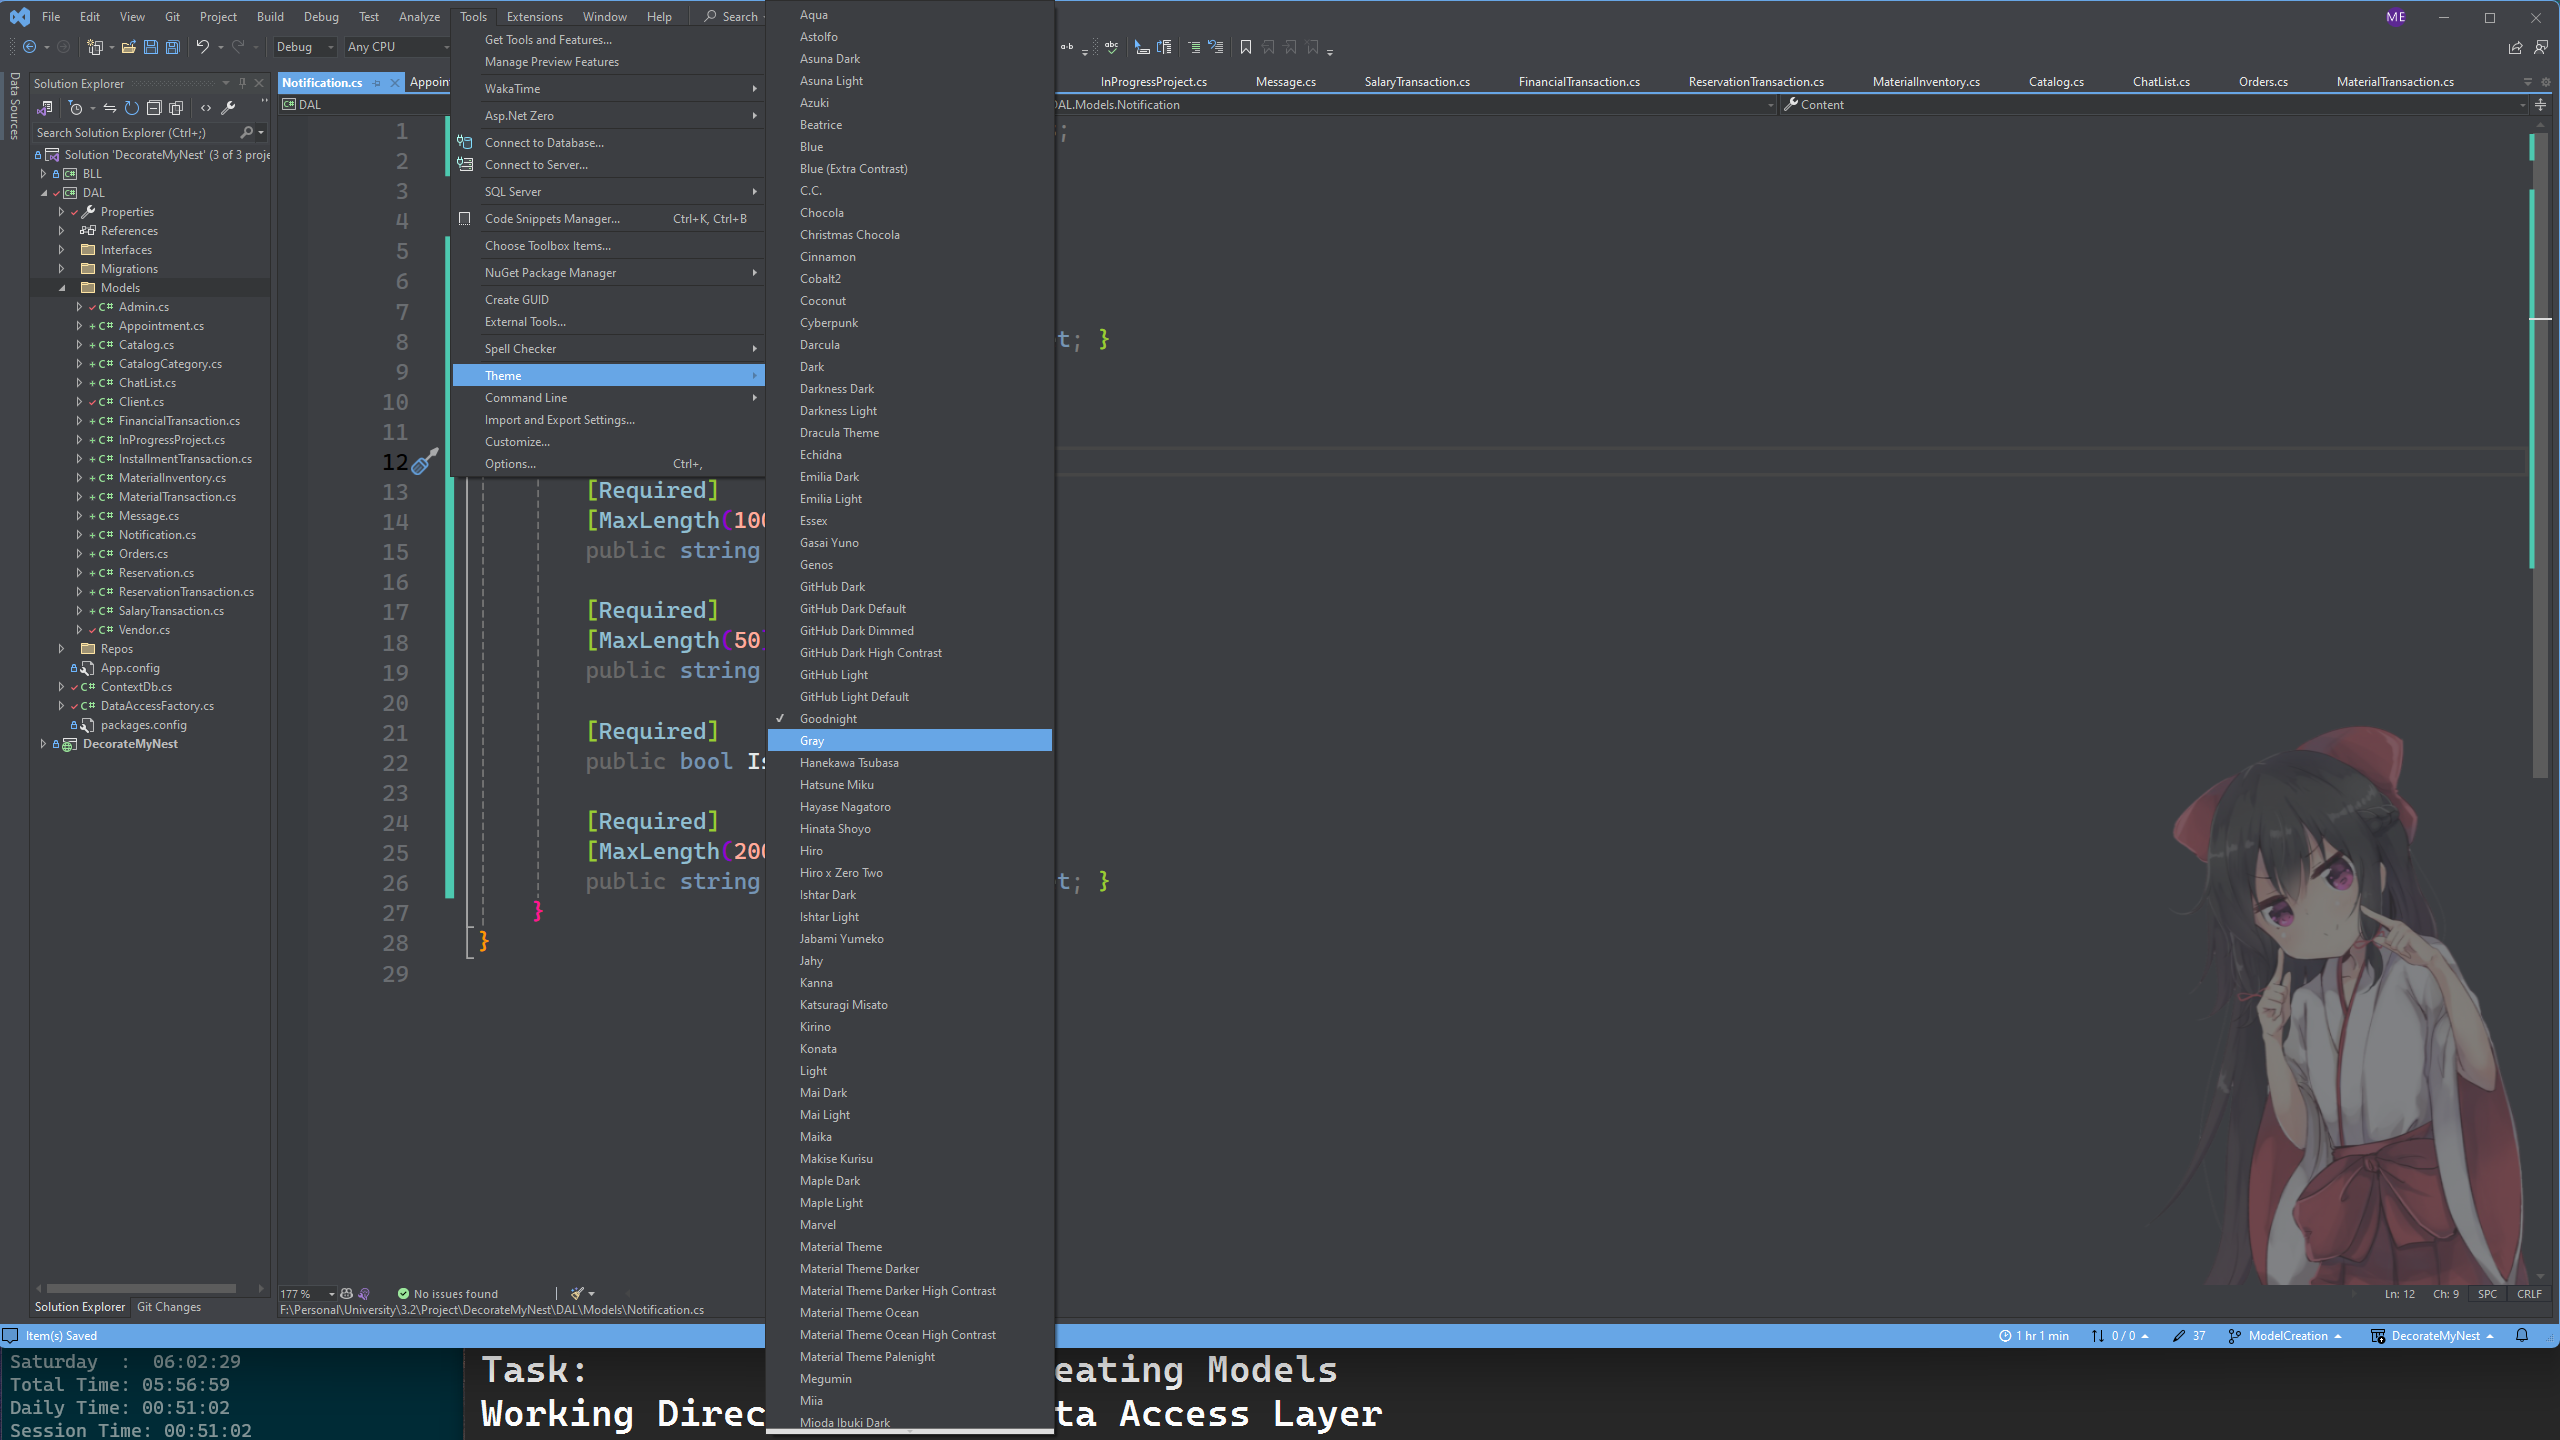 File Edit View Git Project Build Debug Test Analyze Tools Extensions Window Help Search ME
Debug Any CPU
Data Sources
Solution Explorer
Search Solution Explorer (Ctrl+;)
Solution 'DecorateMyNest' (3 of 3 proje
BLL
DAL
Properties
References
Interfaces
Migrations
Models
C# Admin.cs
C# Appointment.cs
C# Catalog.cs
C# CatalogCategory.cs
C# ChatList.cs
C# Client.cs
C# FinancialTransaction.cs
C# InProgressProject.cs
C# InstallmentTransaction.cs
C# MaterialInventory.cs
C# MaterialTransaction.cs
C# Message.cs
C# Notification.cs
C# Orders.cs
C# Reservation.cs
C# ReservationTransaction.cs
C# SalaryTransaction.cs
C# Vendor.cs
Repos
App.config
C# ContextDb.cs
C# DataAccessFactory.cs
packages.config
DecorateMyNest
Solution Explorer Git Changes
Notification.cs Appoin InProgressProject.cs Message.cs SalaryTransaction.cs FinancialTransaction.cs ReservationTransaction.cs MaterialInventory.cs Catalog.cs ChatList.cs Orders.cs MaterialTransaction.cs
DAL DAL.Models.Notification Content
1 ;
2
3
4
5
6
7
8 t; }
9
10
11
12
13 [Required]
14 [MaxLength(100
15 public string
16
17 [Required]
18 [MaxLength(50)
19 public string
20
21 [Required]
22 public bool Is
23
24 [Required]
25 [MaxLength(200
26 public string t; }
27 }
28 }
29
Get Tools and Features...
Manage Preview Features
WakaTime
Asp.Net Zero
Connect to Database...
Connect to Server...
SQL Server
Code Snippets Manager... Ctrl+K, Ctrl+B
Choose Toolbox Items...
NuGet Package Manager
Create GUID
External Tools...
Spell Checker
Theme
Command Line
Import and Export Settings...
Customize...
Options... Ctrl+,
Aqua
Astolfo
Asuna Dark
Asuna Light
Azuki
Beatrice
Blue
Blue (Extra Contrast)
C.C.
Chocola
Christmas Chocola
Cinnamon
Cobalt2
Coconut
Cyberpunk
Darcula
Dark
Darkness Dark
Darkness Light
Dracula Theme
Echidna
Emilia Dark
Emilia Light
Essex
Gasai Yuno
Genos
GitHub Dark
GitHub Dark Default
GitHub Dark Dimmed
GitHub Dark High Contrast
GitHub Light
GitHub Light Default
Goodnight
Gray
Hanekawa Tsubasa
Hatsune Miku
Hayase Nagatoro
Hinata Shoyo
Hiro
Hiro x Zero Two
Ishtar Dark
Ishtar Light
Jabami Yumeko
Jahy
Kanna
Katsuragi Misato
Kirino
Konata
Light
Mai Dark
Mai Light
Maika
Makise Kurisu
Maple Dark
Maple Light
Marvel
Material Theme
Material Theme Darker
Material Theme Darker High Contrast
Material Theme Ocean
Material Theme Ocean High Contrast
Material Theme Palenight
Megumin
Miia
Mioda Ibuki Dark
177 % No issues found Ln: 12 Ch: 9 SPC CRLF
F:\Personal\University\3.2\Project\DecorateMyNest\DAL\Models\Notification.cs
Item(s) Saved 1 hr 1 min 0 / 0 37 ModelCreation DecorateMyNest
Saturday : 06:02:29
Total Time: 05:56:59
Daily Time: 00:51:02
Session Time: 00:51:02
Task: eating Models
Working Direc ta Access Layer